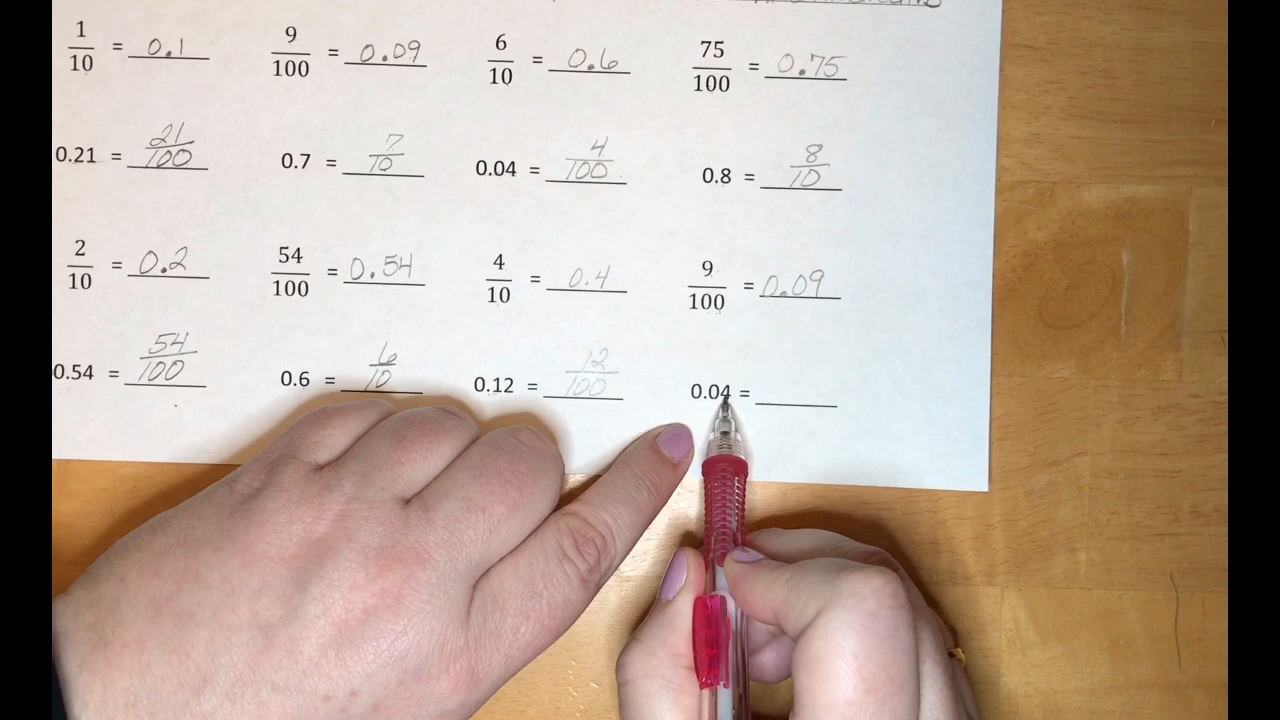 1/10 = 0.1 9/100 = 0.09 6/10 = 0.6 75/100 = 0.75
0.21 = 21/100 0.7 = 7/10 0.04 = 4/100 0.8 = 8/10
2/10 = 0.2 54/100 = 0.54 4/10 = 0.4 9/100 = 0.09
0.54 = 54/100 0.6 = 6/10 0.12 = 12/100 0.04 =